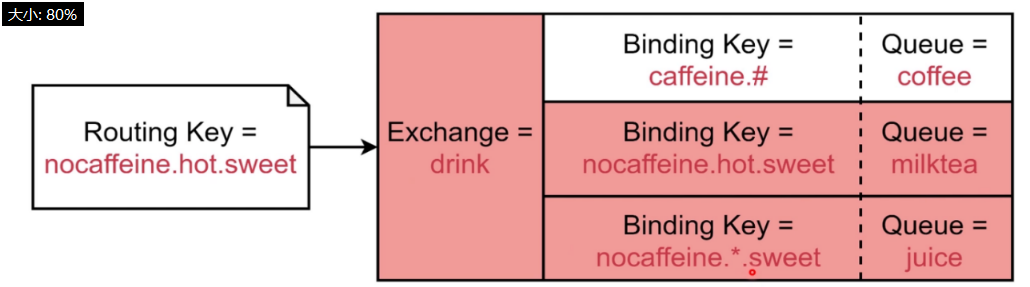 大小: 80%
Routing Key =
nocaffeine.hot.sweet
Exchange =
drink
Binding Key =
caffeine.#
Queue =
coffee
Binding Key =
nocaffeine.hot.sweet
Queue =
milktea
Binding Key =
nocaffeine.*.sweet
Queue =
juice